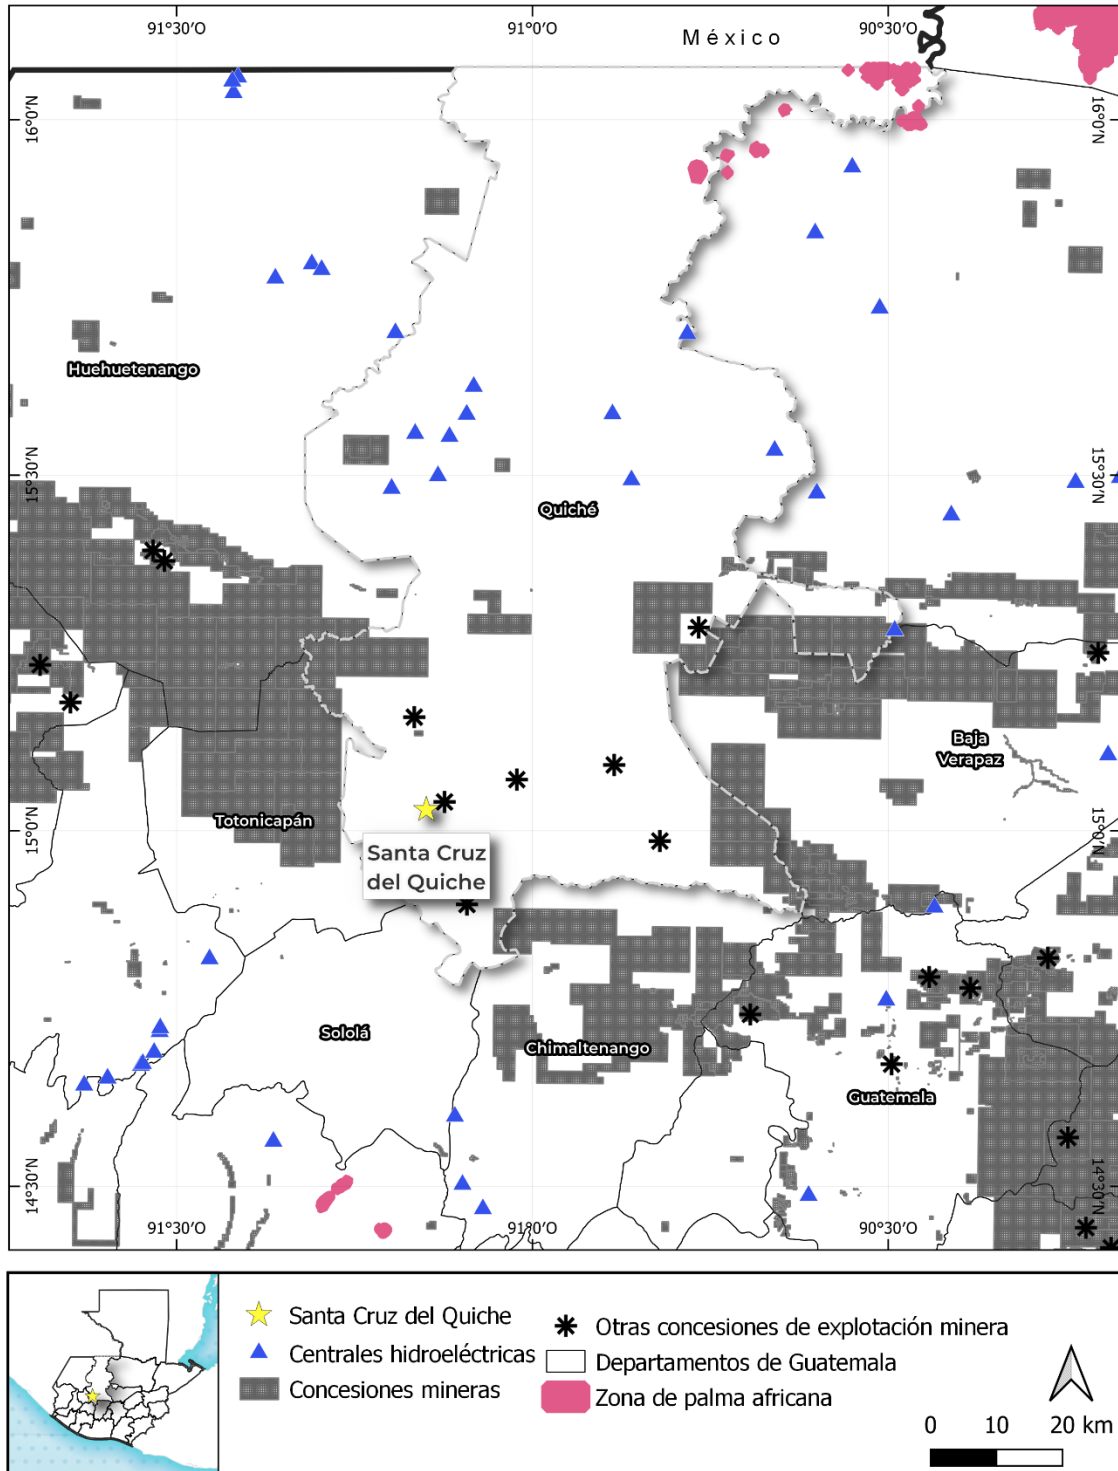 91°30'O
91°0'O
90°30'O
México
16°0'N
16°0'N
Huehuetenango
15°30'N
15°30'N
Quiché
Baja
Verapaz
Totonicapán
15°0'N
15°0'N
Santa Cruz
del Quiche
Sololá
Chimaltenango
Guatemala
14°30'N
14°30'N
91°30'O
91°0'O
90°30'O
Santa Cruz del Quiche
Centrales hidroeléctricas
Concesiones mineras
Otras concesiones de explotación minera
Departamentos de Guatemala
Zona de palma africana
0 10 20 km